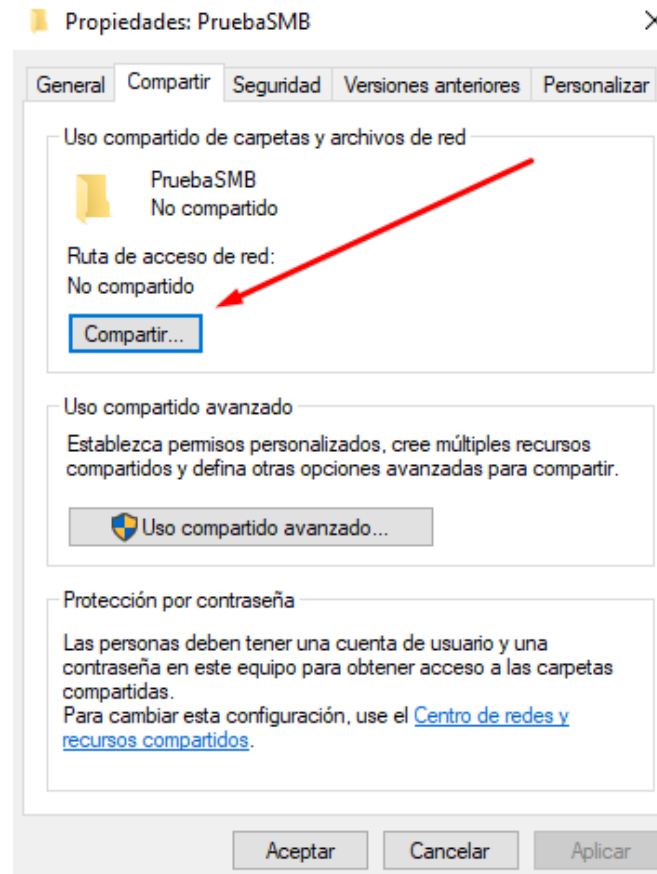 Propiedades: PruebaSMB
General Compartir Seguridad Versiones anteriores Personalizar
Uso compartido de carpetas y archivos de red
PruebaSMB
No compartido
Ruta de acceso de red:
No compartido
Compartir...
Uso compartido avanzado
Establezca permisos personalizados, cree múltiples recursos
compartidos y defina otras opciones avanzadas para compartir.
Uso compartido avanzado...
Protección por contraseña
Las personas deben tener una cuenta de usuario y una
contraseña en este equipo para obtener acceso a las carpetas
compartidas.
Para cambiar esta configuración, use el Centro de redes y
recursos compartidos.
Aceptar Cancelar Aplicar